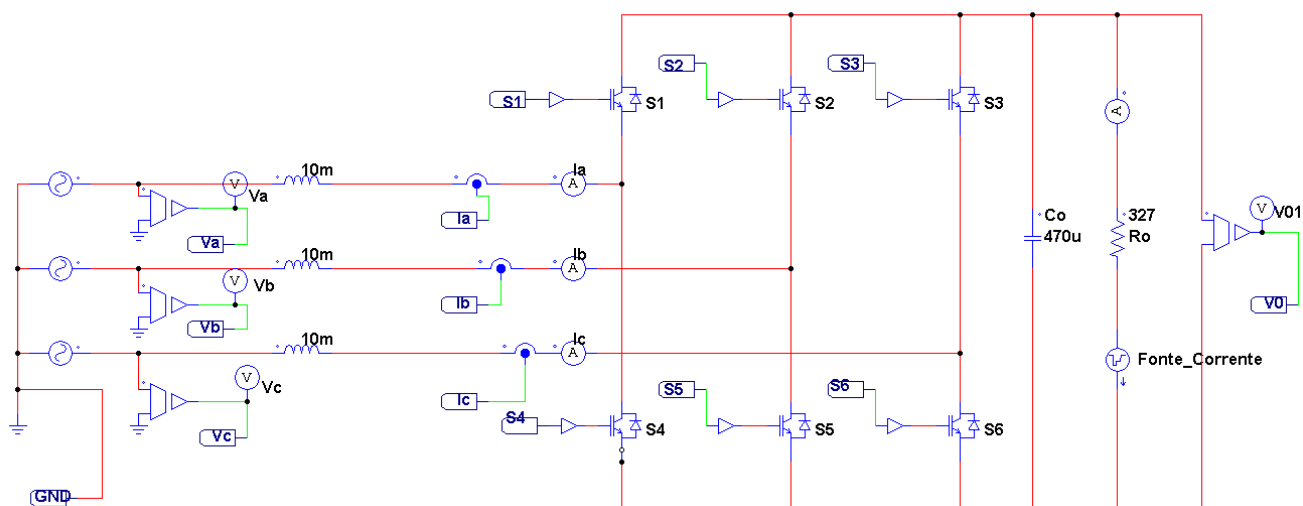 S1
S1
S2
S2
S3
S3
10m
V
Va
Va
Ia
Ia
A
10m
V
Vb
Vb
Ib
Ib
A
10m
V
Vc
Vc
Ic
Ic
A
S4
S4
S5
S5
S6
S6
GND
Co
470u
A
327
Ro
Fonte_Corrente
V
V01
V0